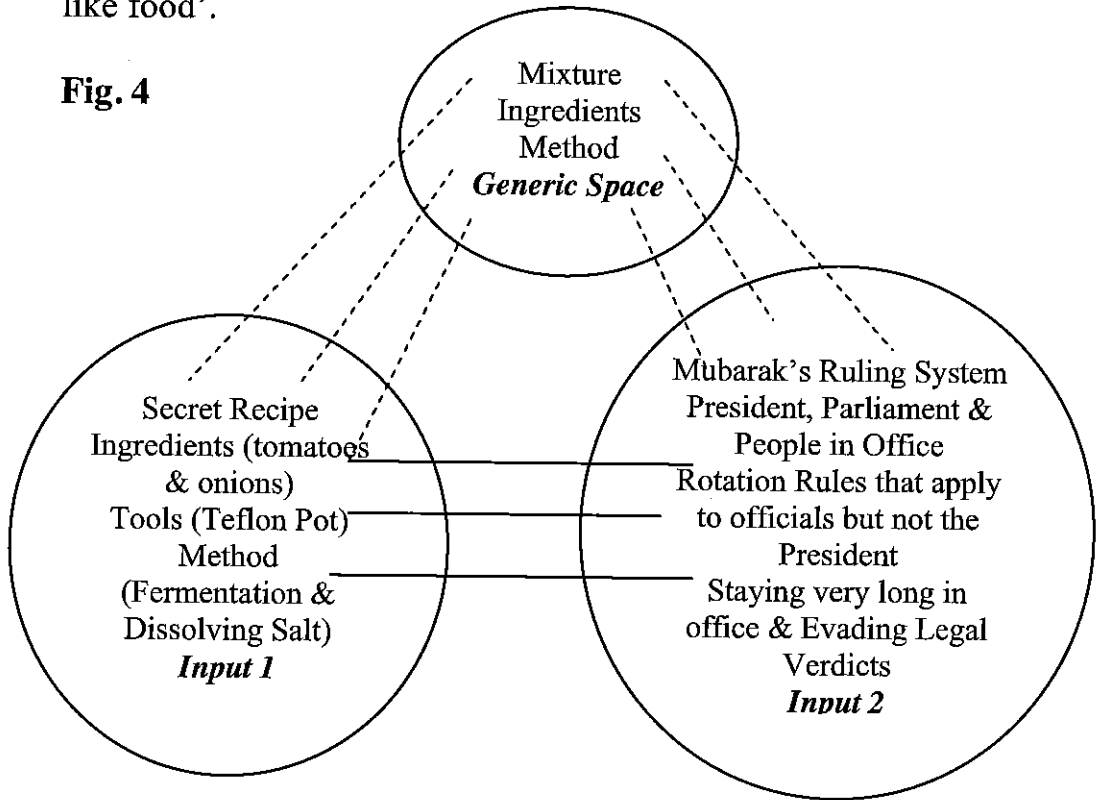 like food’.
Fig. 4
Mixture
Ingredients
Method
Generic Space
Secret Recipe
Ingredients (tomatoes
& onions)
Tools (Teflon Pot)
Method
(Fermentation &
Dissolving Salt)
Input 1
Mubarak’s Ruling System
President, Parliament &
People in Office
Rotation Rules that apply
to officials but not the
President
Staying very long in
office & Evading Legal
Verdicts
Input 2